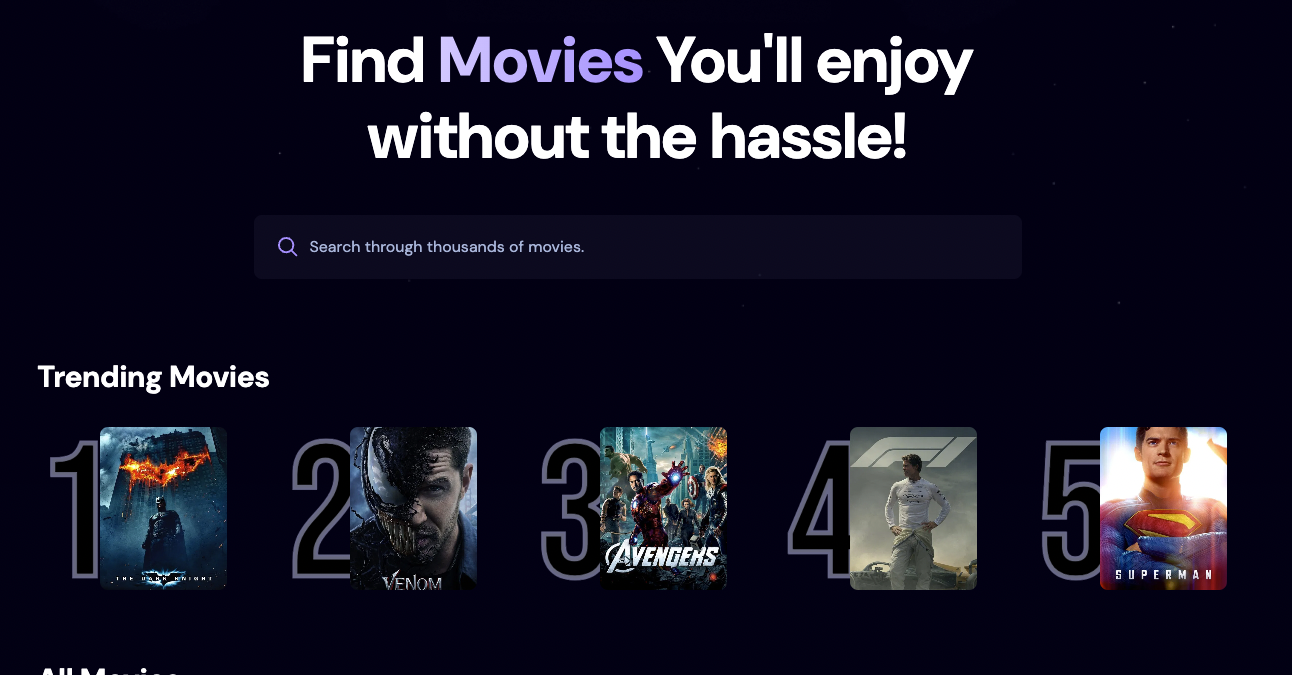 Find Movies You'll enjoy
without the hassle!
Search through thousands of movies.
Trending Movies
1
THE DARK KNIGHT
2
VENOM
3
AVENGERS
4
F1
5
SUPERMAN
All Movies